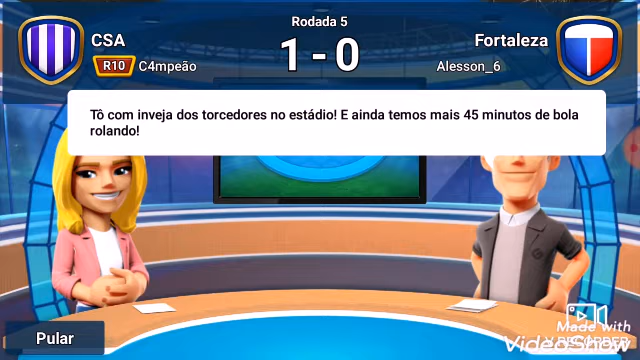 Rodada 5
CSA
1 - 0
Fortaleza
R10 C4mpeão
Alesson_6
Tô com inveja dos torcedores no estádio! E ainda temos mais 45 minutos de bola
rolando!
Pular
Made with
V RECORDER
VideoShow